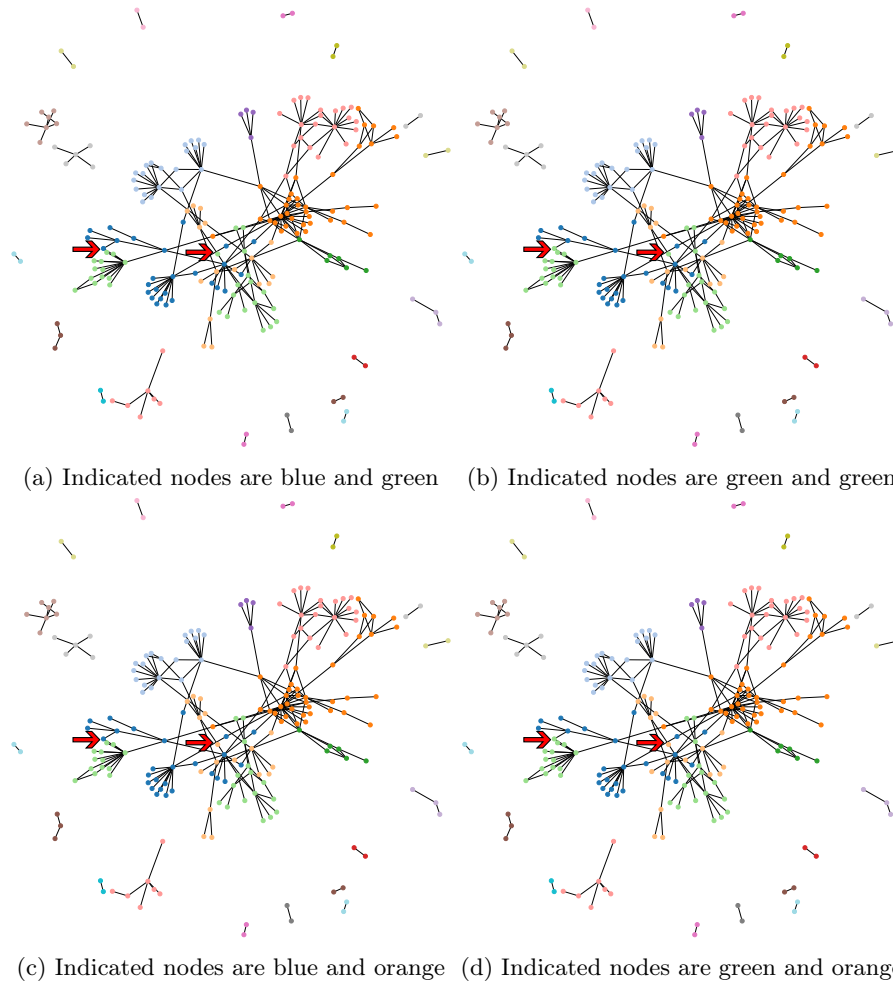 (a) Indicated nodes are blue and green
(b) Indicated nodes are green and green
(c) Indicated nodes are blue and orange
(d) Indicated nodes are green and orange